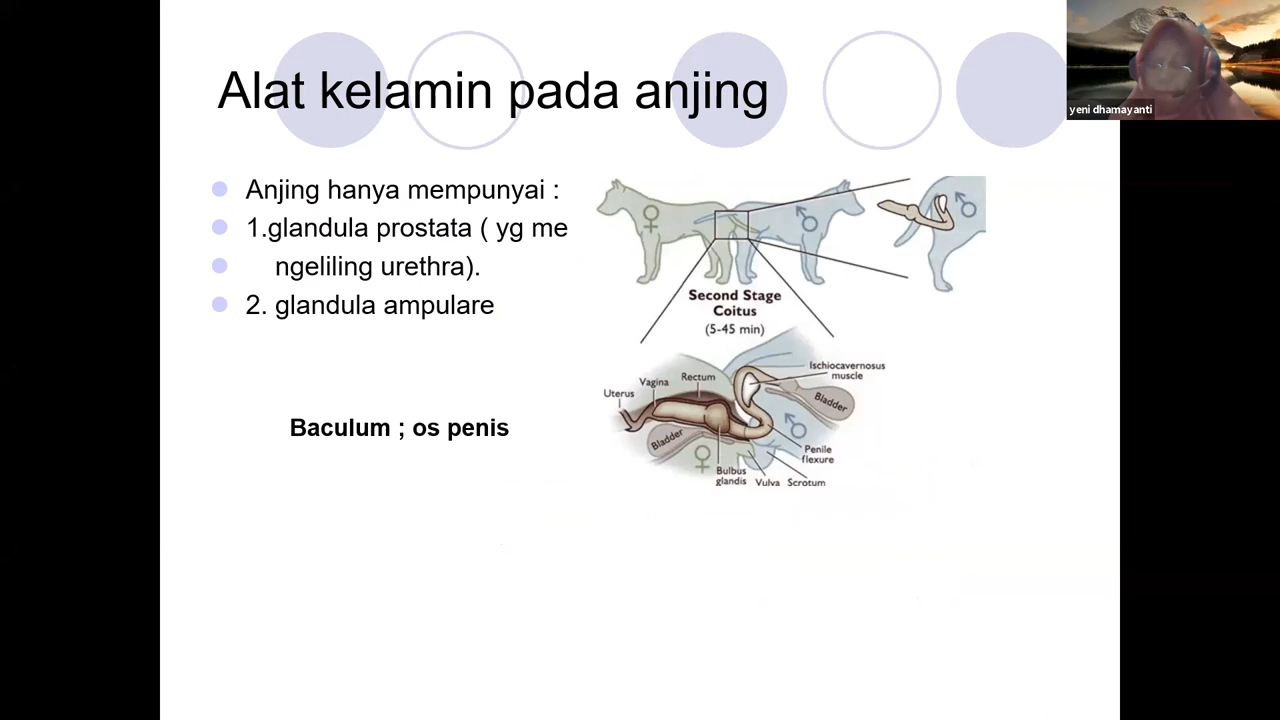 Alat kelamin pada anjing
yeni dhamayanti
Anjing hanya mempunyai :
1.glandula prostata ( yg me
ngeliling urethra).
2. glandula ampulare
Baculum ; os penis
Second Stage
Coitus
(5-45 min)
Ischiocavernosus
muscle
Rectum
Vagina
Uterus
Bladder
Bladder
Penile
flexure
Bulbus
glandis
Vulva
Scrotum